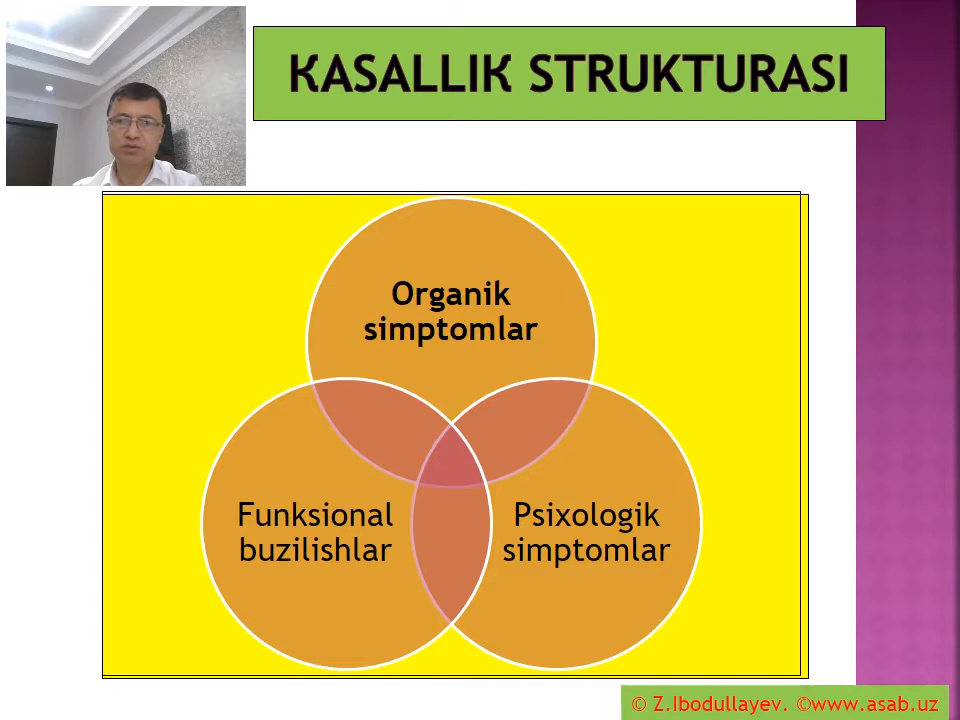 KASALLIK STRUKTURASI
Organik
simptomlar
Funksional
buzilishlar
Psixologik
simptomlar
© Z.Ibodullayev. ©www.asab.uz